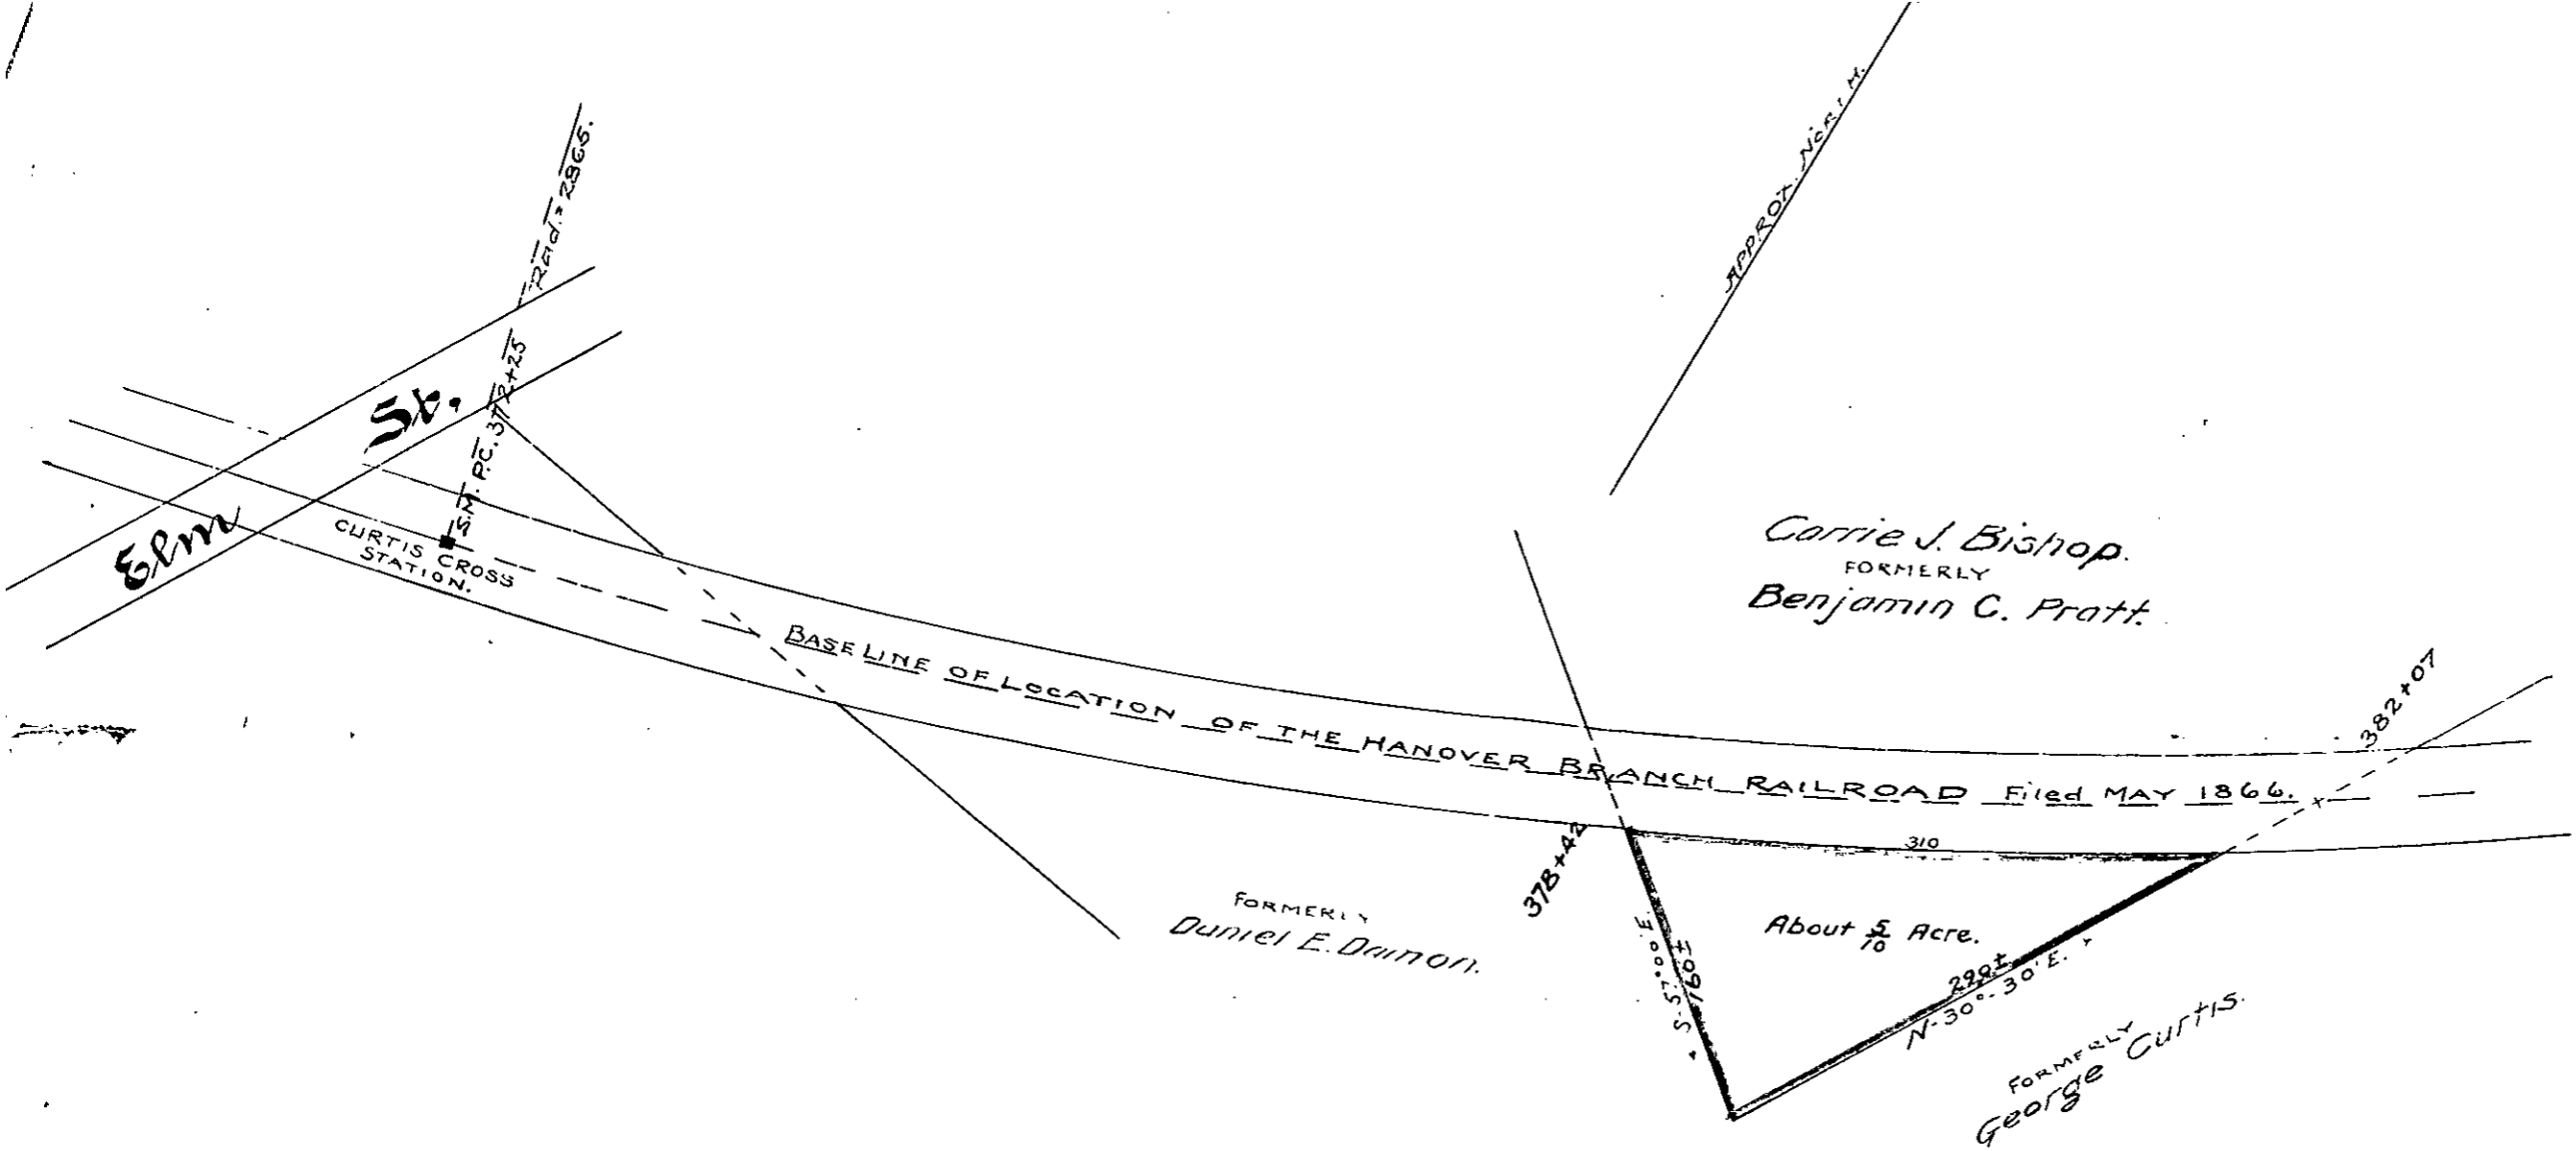 Rad. = 2865.
S.M. P.C. 372+25
APPROX. NORTH.
Elm St.
CURTIS CROSS
STATION.
Carrie J. Bishop.
FORMERLY
Benjamin C. Pratt.
BASE LINE OF LOCATION OF THE HANOVER BRANCH RAILROAD Filed MAY 1866.
382+07
378+42
310
FORMERLY
Daniel E. Damon.
About 5/10 Acre.
S-57°-0'E.
160±
290±
N-30°-30'E.
FORMERLY
George Curtis.